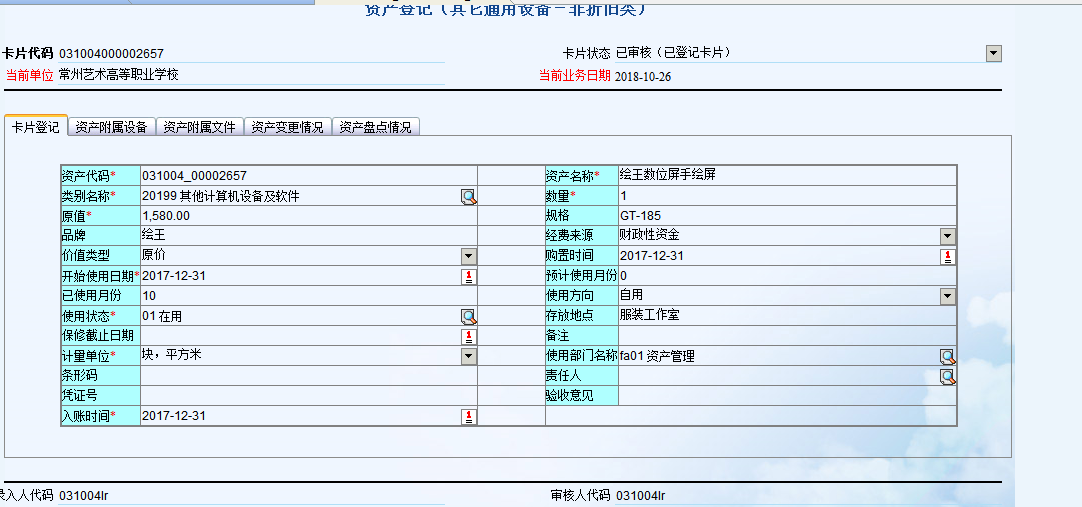 资产登记（其它通用设备－非折旧类）
卡片代码 031004000002657 卡片状态 已审核（已登记卡片）
当前单位 常州艺术高等职业学校 当前业务日期 2018-10-26
卡片登记 资产附属设备 资产附属文件 资产变更情况 资产盘点情况
资产代码* 031004_00002657 资产名称* 绘王数位屏手绘屏
类别名称* 20199 其他计算机设备及软件 数量* 1
原值* 1,580.00 规格 GT-185
品牌 绘王 经费来源 财政性资金
价值类型 原价 购置时间 2017-12-31
开始使用日期* 2017-12-31 预计使用月份 0
已使用月份 10 使用方向 自用
使用状态* 01 在用 存放地点 服装工作室
保修截止日期 备注
计量单位* 块，平方米 使用部门名称 fa01 资产管理
条形码 责任人
凭证号 验收意见
入账时间* 2017-12-31
录入人代码 031004lr 审核人代码 031004lr